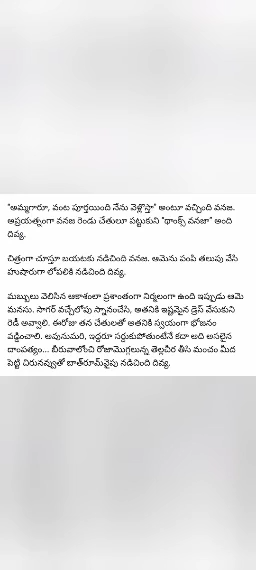 "అమ్మగారూ, వంట పూర్తయింది నేను వెళ్లొస్తా" అంటూ వచ్చింది వనజ.
అప్రయత్నంగా వనజ రెండు చేతులూ పట్టుకుని "థాంక్స్ వనజా" అంది
దివ్య.
చిత్రంగా చూస్తూ బయటకు నడిచింది వనజ. ఆమెను పంపి తలుపు వేసి
హుషారుగా లోపలికి నడిచింది దివ్య.
మబ్బులు వెలిసిన ఆకాశంలా ప్రశాంతంగా నిర్మలంగా ఉంది ఇప్పుడు ఆమె
మనసు. సాగర్ వచ్చేలోపు స్నానంచేసి, అతనికి ఇష్టమైన డ్రెస్ వేసుకుని
రెడీ అవ్వాలి. ఈరోజు తన చేతులతో అతనికి స్వయంగా భోజనం
వడ్డించాలి. అవునుమరి, ఇద్దరూ సర్దుకుపోతుంటేనే కదా అది అసలైన
దాంపత్యం... బీరువాలోంచి రోజామొగ్గలున్న తెల్లచీర తీసి మంచం మీద
పెట్టి చిరునవ్వుతో బాత్‌రూమ్‌వైపు నడిచింది దివ్య.